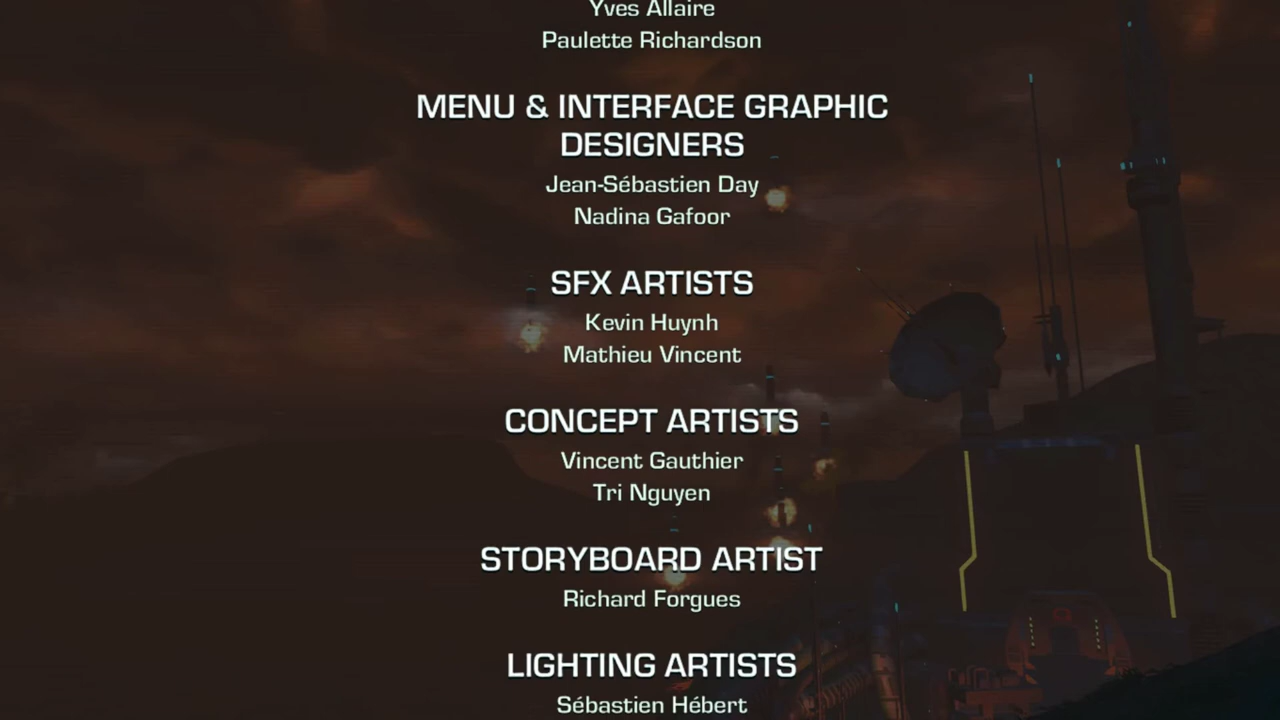 Yves Allaire
Paulette Richardson
MENU & INTERFACE GRAPHIC
DESIGNERS
Jean-Sébastien Day
Nadina Gafoor
SFX ARTISTS
Kevin Huynh
Mathieu Vincent
CONCEPT ARTISTS
Vincent Gauthier
Tri Nguyen
STORYBOARD ARTIST
Richard Forgues
LIGHTING ARTISTS
Sébastien Hébert